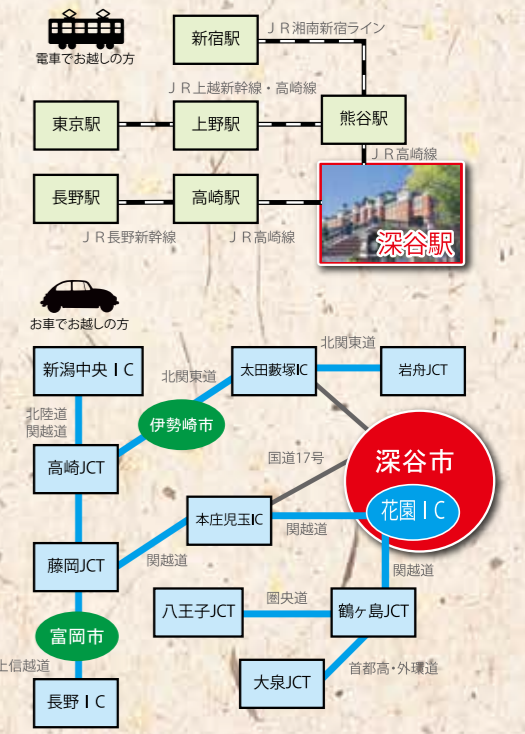 新宿駅
ＪＲ湘南新宿ライン
電車でお越しの方
ＪＲ上越新幹線・高崎線
東京駅
上野駅
熊谷駅
ＪＲ高崎線
長野駅
高崎駅
深谷駅
ＪＲ長野新幹線
ＪＲ高崎線
お車でお越しの方
新潟中央ＩＣ
北関東道
太田藪塚IC
北関東道
岩舟JCT
北陸道
関越道
伊勢崎市
高崎JCT
国道17号
深谷市
花園ＩＣ
本庄児玉IC
関越道
藤岡JCT
関越道
関越道
圏央道
八王子JCT
鶴ヶ島JCT
富岡市
上信越道
大泉JCT
首都高・外環道
長野ＩＣ